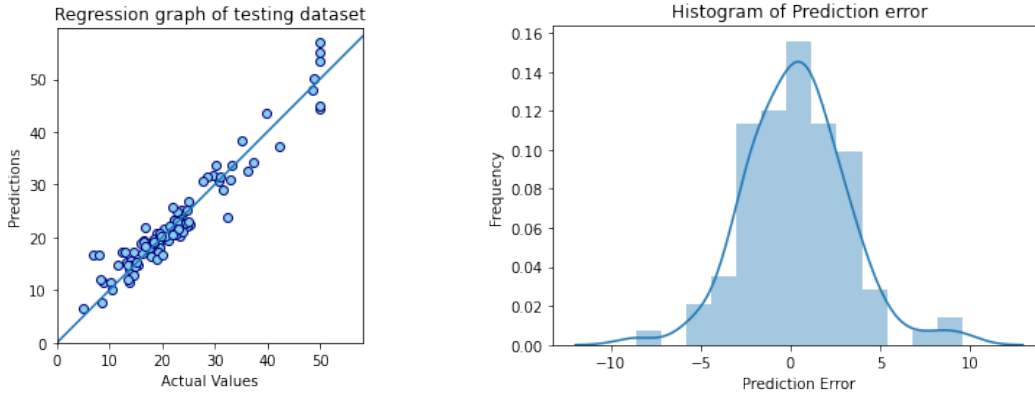 Regression graph of testing dataset
Predictions
50
40
30
20
10
0
0 10 20 30 40 50
Actual Values
Histogram of Prediction error
Frequency
0.16
0.14
0.12
0.10
0.08
0.06
0.04
0.02
0.00
−10 −5 0 5 10
Prediction Error